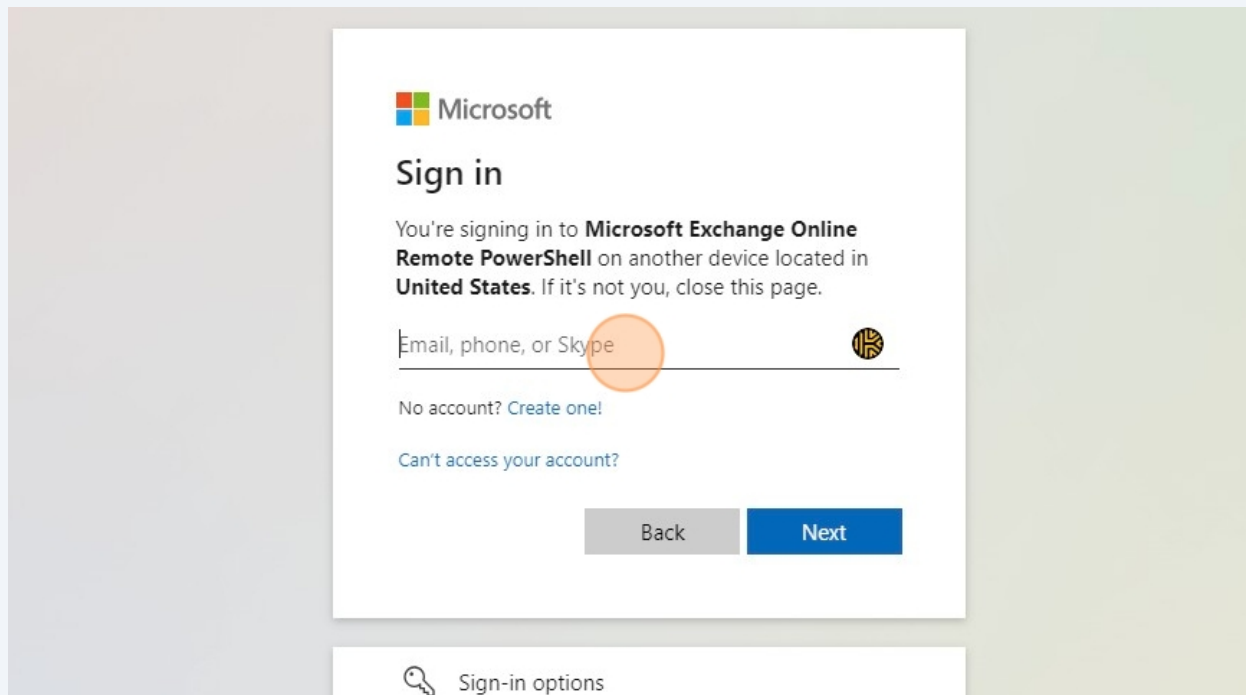 Microsoft
Sign in
You're signing in to Microsoft Exchange Online
Remote PowerShell on another device located in
United States. If it's not you, close this page.
Email, phone, or Skype
No account? Create one!
Can't access your account?
Back
Next
Sign-in options